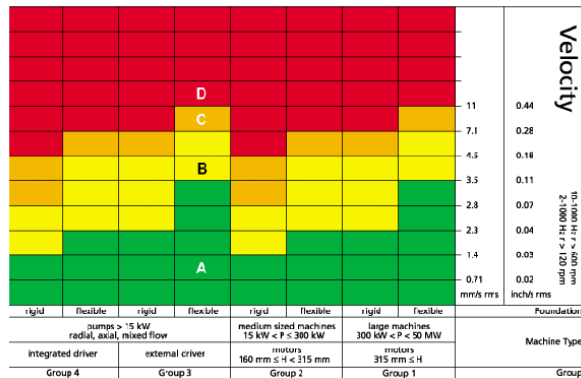 Velocity
D
11 0.44
C
7.1 0.28
4.5 0.18
B
3.5 0.11
2.8 0.07
2.3 0.04
10-1000 Hz r > 600 rpm
2-1000 Hz r > 120 rpm
1.4 0.03
A
0.71 0.02
mm/s rms inch/s rms
rigid flexible rigid flexible rigid flexible rigid flexible Foundation
pumps > 15 kW medium sized machines large machines
radial, axial, mixed flow 15 kW < P ≤ 300 kW 300 kW < P < 50 MW
Machine Type
integrated driver external driver motors motors
160 mm ≤ H < 315 mm 315 mm ≤ H
Group 4 Group 3 Group 2 Group 1 Group